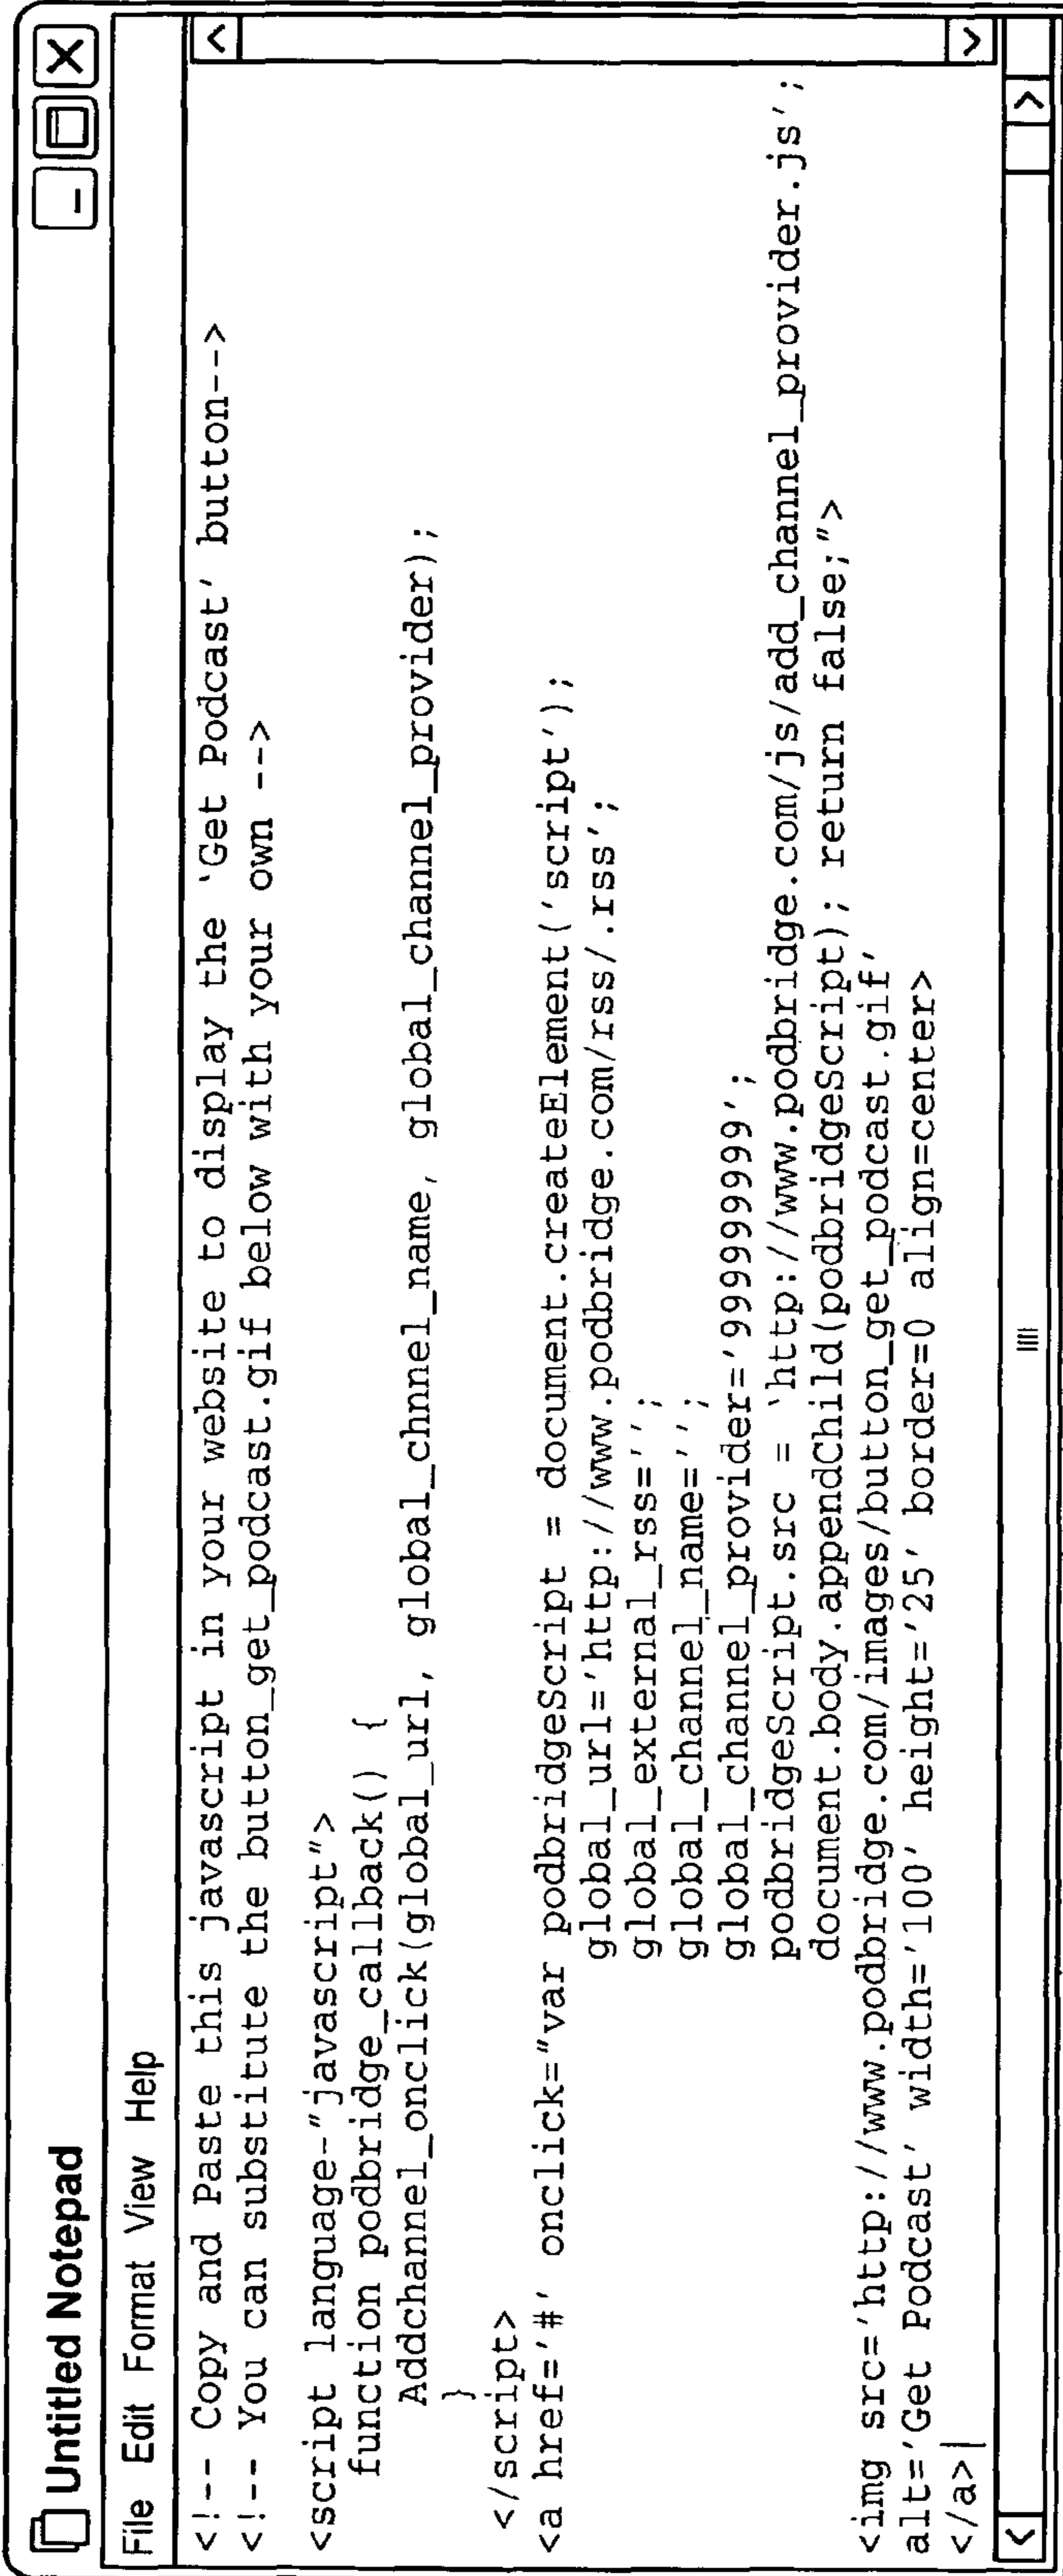 Untitled Notepad
File Edit Format View Help
<!-- Copy and Paste this javascript in your website to display the ‘Get Podcast’ button-->
<!-- You can substitute the button_get_podcast.gif below with your own -->
<script language-"javascript">
function podbridge_callback() {
Addchannel_onclick(global_url, global_chnnel_name, global_channel_provider);
}
</script>
<a href='#' onclick="var podbridgeScript = document.createElement('script');
global_url='http://www.podbridge.com/rss/.rss';
global_external_rss='';
global_channel_name='';
global_channel_provider='999999999';
podbridgeScript.src = ‘http://www.podbridge.com/js/add_channel_provider.js';
document.body.appendChild(podbridgeScript); return false;">
<img src='http://www.podbridge.com/images/button_get_podcast.gif'
alt='Get Podcast' width='100' height='25' border=0 align=center>
</a>